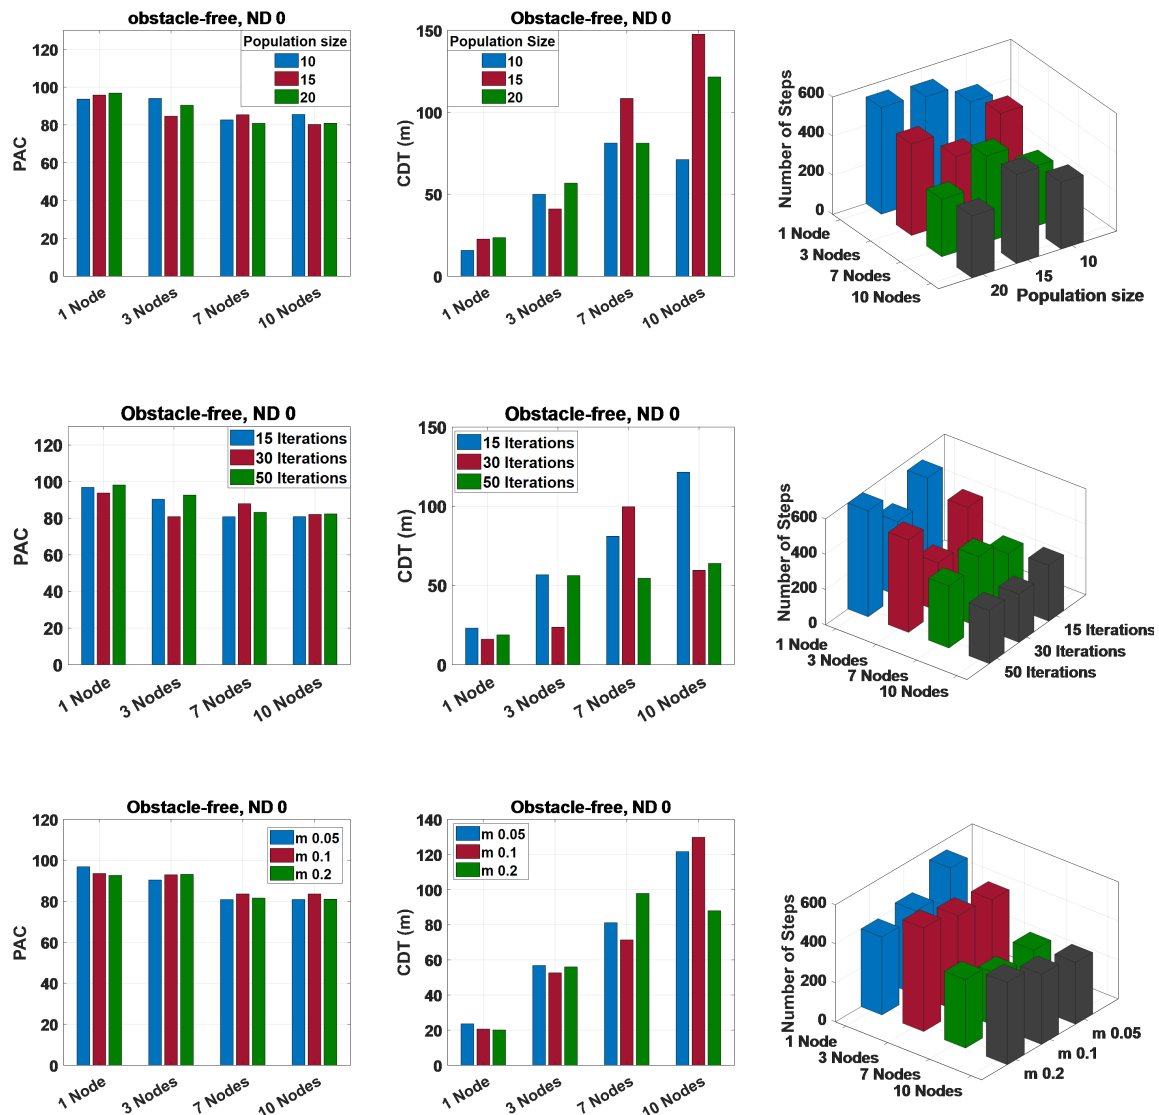 obstacle-free, ND 0
PAC
120
100
80
60
40
20
0
Population size
10
15
20
1 Node
3 Nodes
7 Nodes
10 Nodes
Obstacle-free, ND 0
CDT (m)
150
100
50
0
Population Size
10
15
20
1 Node
3 Nodes
7 Nodes
10 Nodes
Number of Steps
600
400
200
0
1 Node
3 Nodes
7 Nodes
10 Nodes
20
15
10
Population size
Obstacle-free, ND 0
PAC
120
100
80
60
40
20
0
15 Iterations
30 Iterations
50 Iterations
1 Node
3 Nodes
7 Nodes
10 Nodes
Obstacle-free, ND 0
CDT (m)
150
100
50
0
15 Iterations
30 Iterations
50 Iterations
1 Node
3 Nodes
7 Nodes
10 Nodes
Number of Steps
600
400
200
0
1 Node
3 Nodes
7 Nodes
10 Nodes
15 Iterations
30 Iterations
50 Iterations
Obstacle-free, ND 0
PAC
120
100
80
60
40
20
0
m 0.05
m 0.1
m 0.2
1 Node
3 Nodes
7 Nodes
10 Nodes
Obstacle-free, ND 0
CDT (m)
140
120
100
80
60
40
20
0
m 0.05
m 0.1
m 0.2
1 Node
3 Nodes
7 Nodes
10 Nodes
Number of Steps
600
400
200
0
1 Node
3 Nodes
7 Nodes
10 Nodes
m 0.05
m 0.1
m 0.2